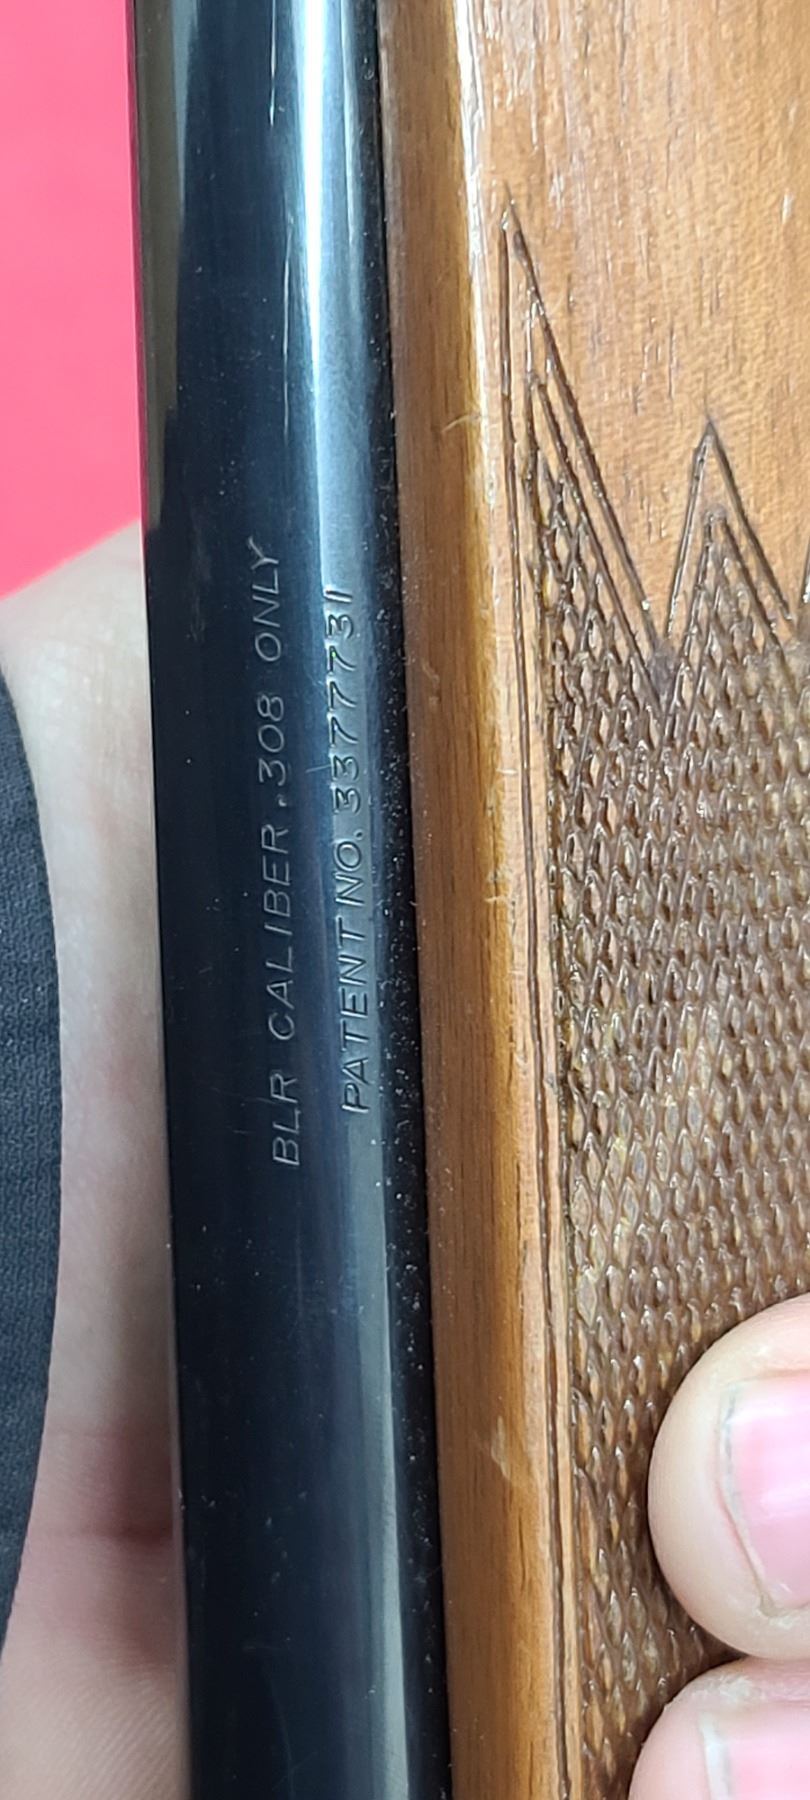 BLR CALIBER .308 ONLY
PATENT NO. 3377731